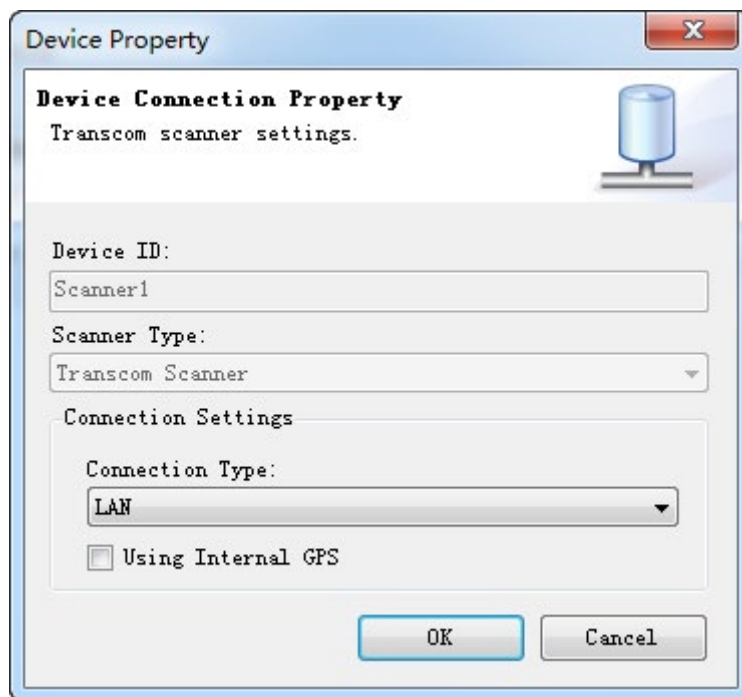 Device Property
Device Connection Property
Transcom scanner settings.
Device ID:
Scanner1
Scanner Type:
Transcom Scanner
Connection Settings
Connection Type:
LAN
Using Internal GPS
OK Cancel